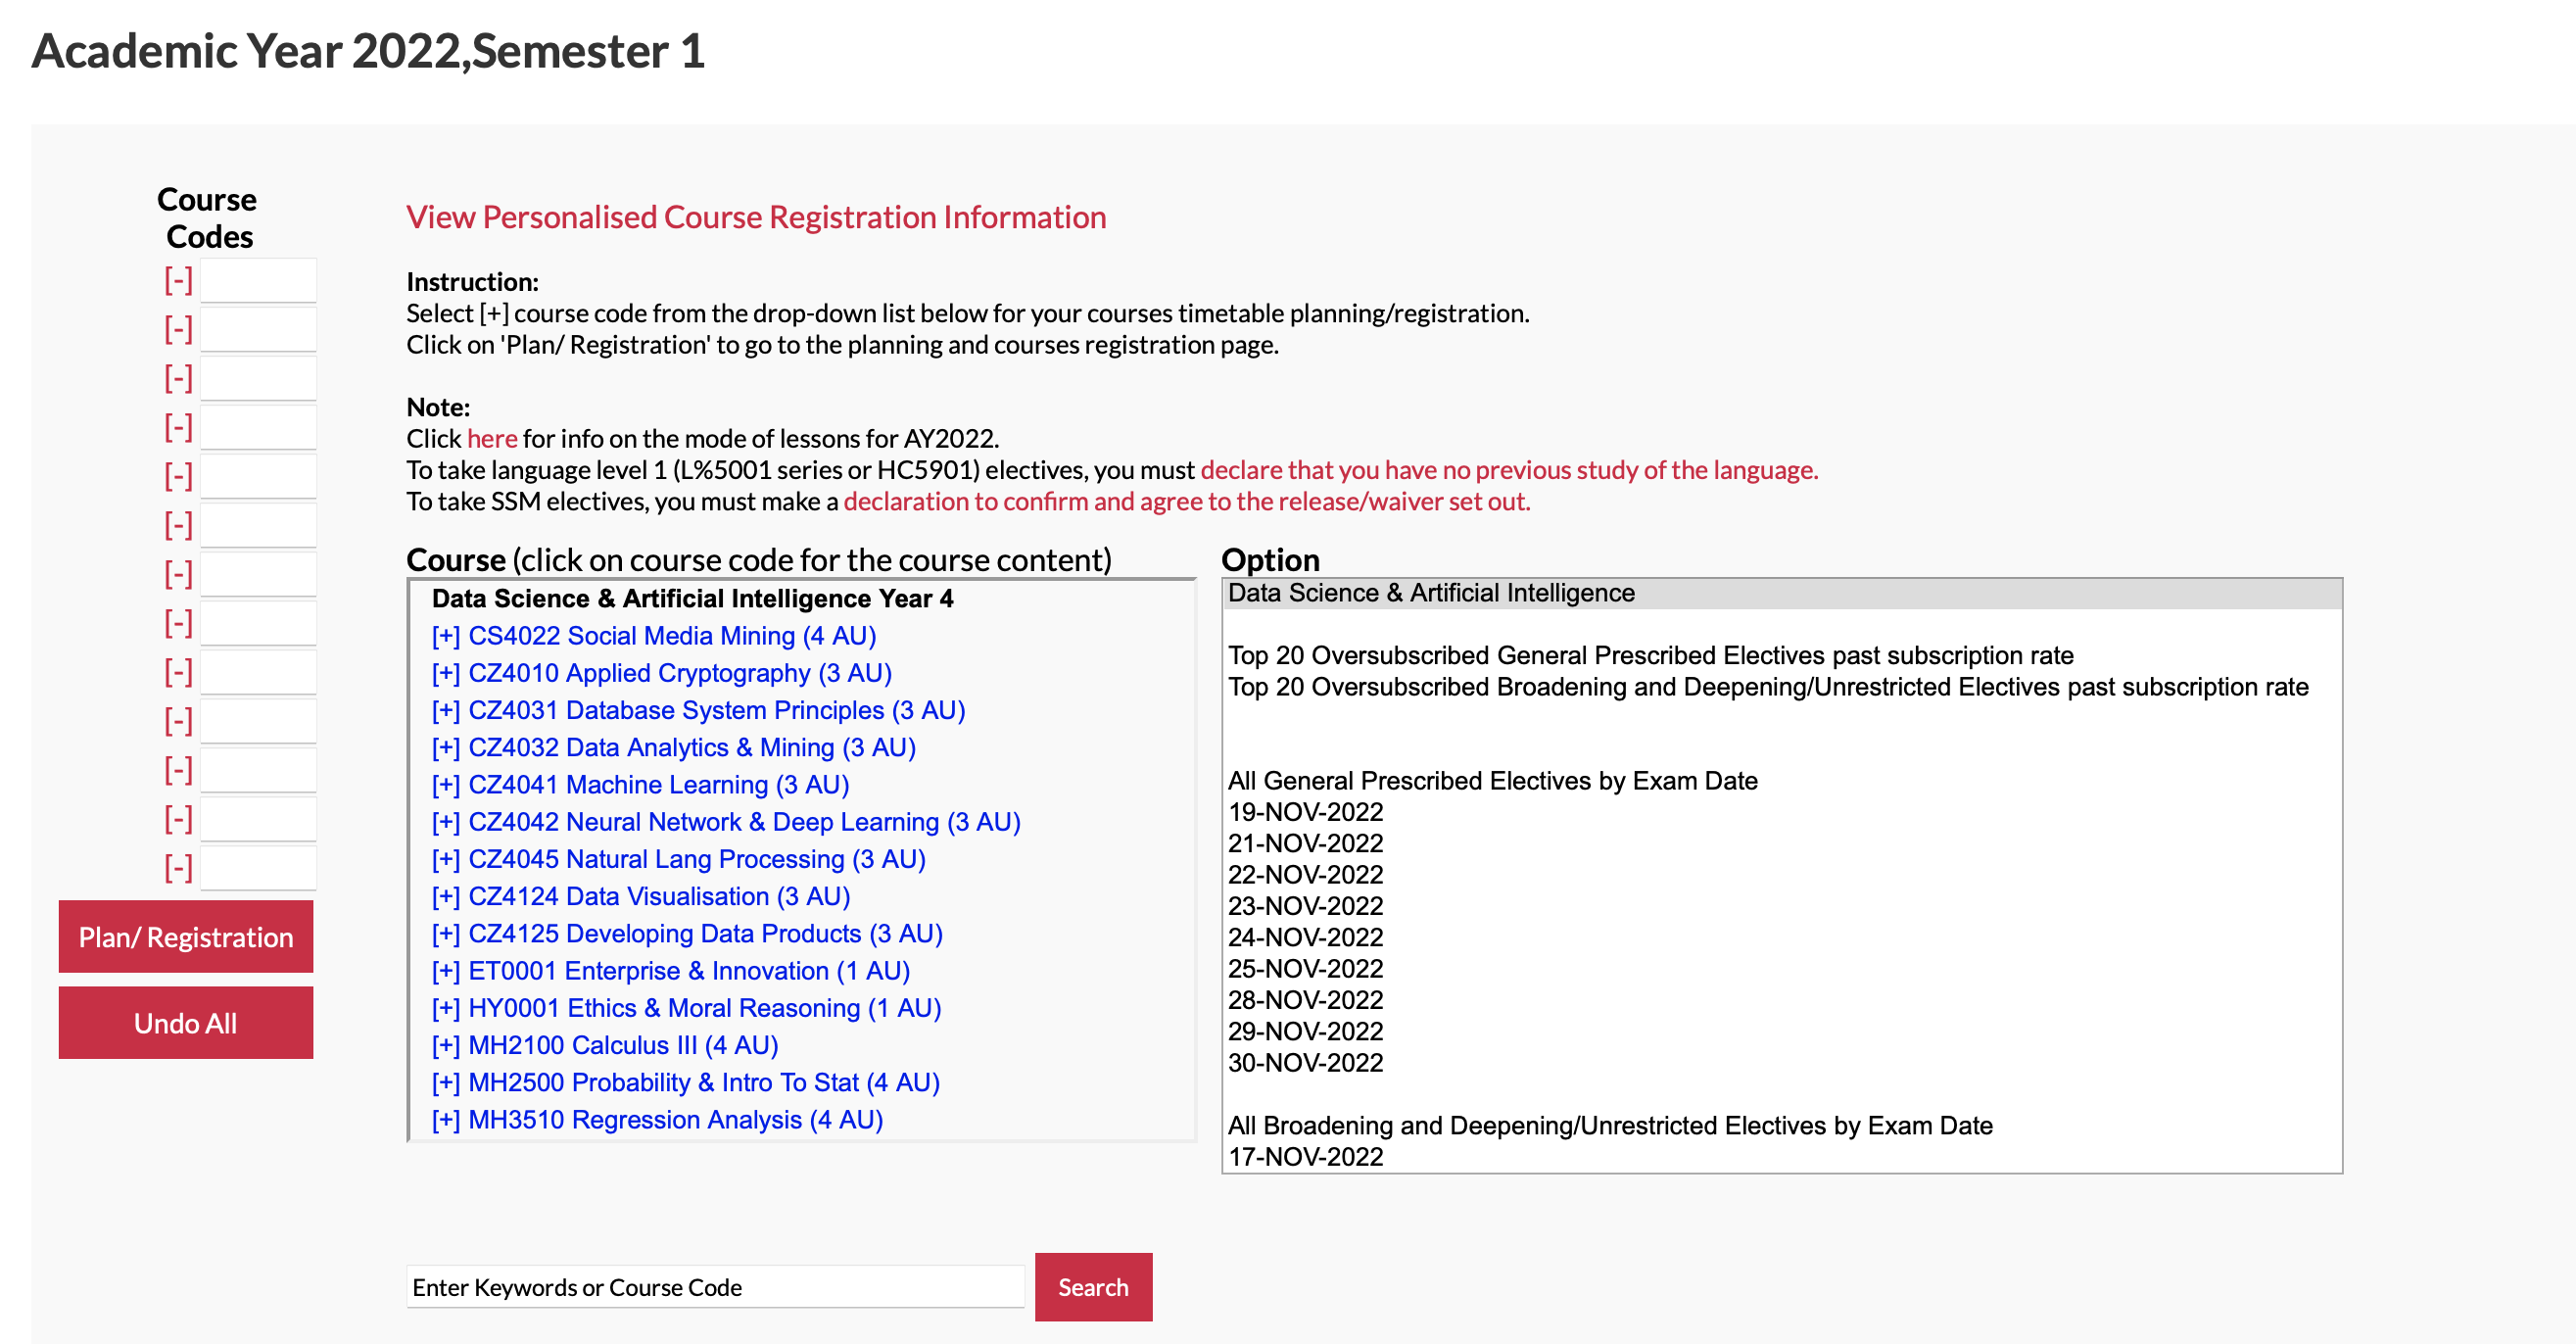 Academic Year 2022,Semester 1
Course
Codes
[-]
[-]
[-]
[-]
[-]
[-]
[-]
[-]
[-]
[-]
[-]
[-]
[-]
Plan/ Registration
Undo All
View Personalised Course Registration Information
Instruction:
Select [+] course code from the drop-down list below for your courses timetable planning/registration.
Click on 'Plan/ Registration' to go to the planning and courses registration page.
Note:
Click here for info on the mode of lessons for AY2022.
To take language level 1 (L%5001 series or HC5901) electives, you must declare that you have no previous study of the language.
To take SSM electives, you must make a declaration to confirm and agree to the release/waiver set out.
Course (click on course code for the course content)
Data Science & Artificial Intelligence Year 4
[+] CS4022 Social Media Mining (4 AU)
[+] CZ4010 Applied Cryptography (3 AU)
[+] CZ4031 Database System Principles (3 AU)
[+] CZ4032 Data Analytics & Mining (3 AU)
[+] CZ4041 Machine Learning (3 AU)
[+] CZ4042 Neural Network & Deep Learning (3 AU)
[+] CZ4045 Natural Lang Processing (3 AU)
[+] CZ4124 Data Visualisation (3 AU)
[+] CZ4125 Developing Data Products (3 AU)
[+] ET0001 Enterprise & Innovation (1 AU)
[+] HY0001 Ethics & Moral Reasoning (1 AU)
[+] MH2100 Calculus III (4 AU)
[+] MH2500 Probability & Intro To Stat (4 AU)
[+] MH3510 Regression Analysis (4 AU)
Option
Data Science & Artificial Intelligence
Top 20 Oversubscribed General Prescribed Electives past subscription rate
Top 20 Oversubscribed Broadening and Deepening/Unrestricted Electives past subscription rate
All General Prescribed Electives by Exam Date
19-NOV-2022
21-NOV-2022
22-NOV-2022
23-NOV-2022
24-NOV-2022
25-NOV-2022
28-NOV-2022
29-NOV-2022
30-NOV-2022
All Broadening and Deepening/Unrestricted Electives by Exam Date
17-NOV-2022
Enter Keywords or Course Code
Search